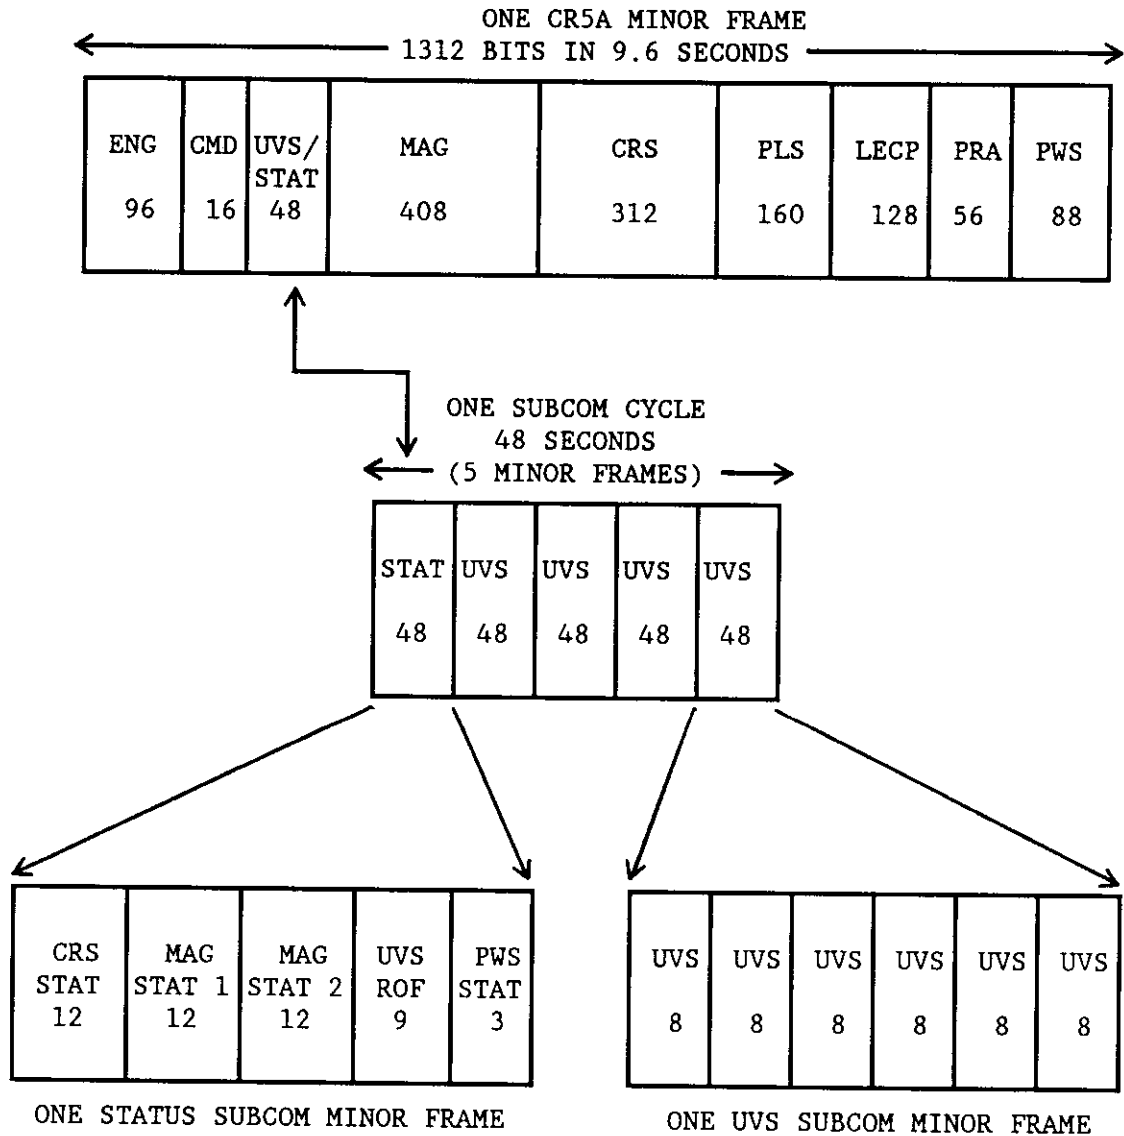 ONE CR5A MINOR FRAME
1312 BITS IN 9.6 SECONDS
ENG CMD UVS/ MAG CRS PLS LECP PRA PWS
STAT
96 16 48 408 312 160 128 56 88
ONE SUBCOM CYCLE
48 SECONDS
(5 MINOR FRAMES)
STAT UVS UVS UVS UVS
48 48 48 48 48
CRS MAG MAG UVS PWS
STAT STAT 1 STAT 2 ROF STAT
12 12 12 9 3
UVS UVS UVS UVS UVS UVS
8 8 8 8 8 8
ONE STATUS SUBCOM MINOR FRAME
ONE UVS SUBCOM MINOR FRAME